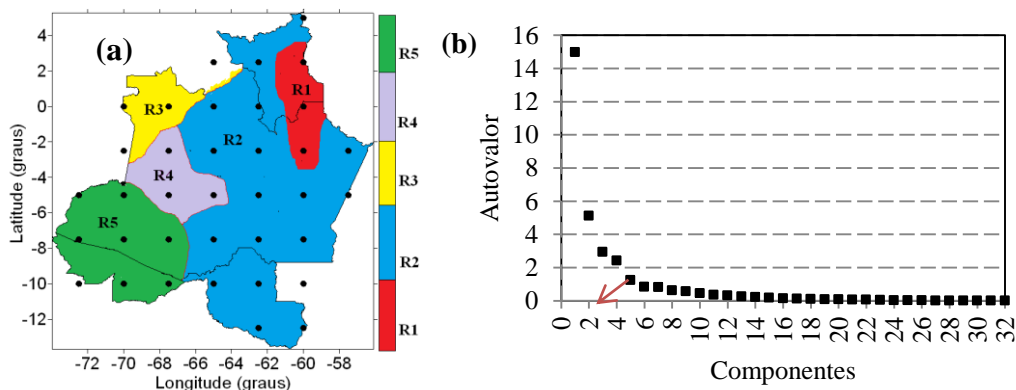 (a)
4
2
0
-2
-4
-6
-8
-10
-12
Latitude (graus)
R1
R3
R2
R4
R5
-72 -70 -68 -66 -64 -62 -60 -58
Longitude (graus)
R5
R4
R3
R2
R1
(b)
16
14
12
10
8
6
4
2
0
Autovalor
0 2 4 6 8 10 12 14 16 18 20 22 24 26 28 30 32
Componentes